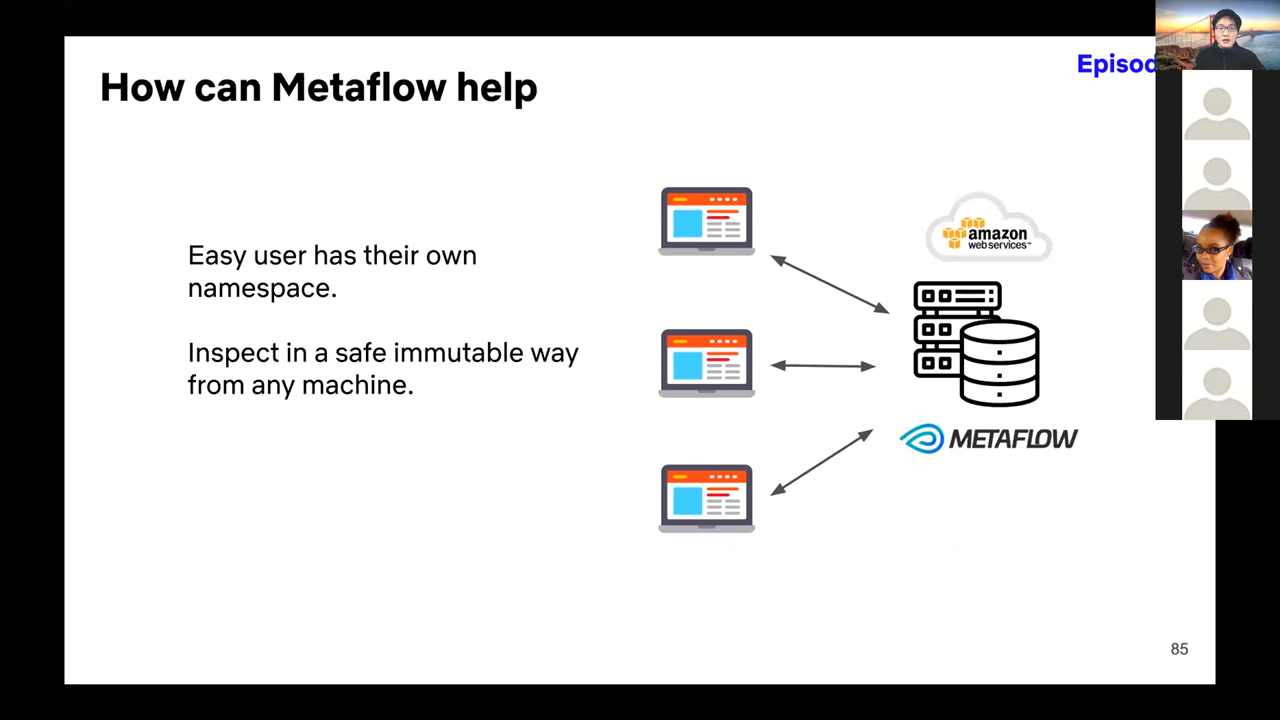 How can Metaflow help
Episod
Easy user has their own
namespace.
Inspect in a safe immutable way
from any machine.
amazon
web services™
METAFLOW
85